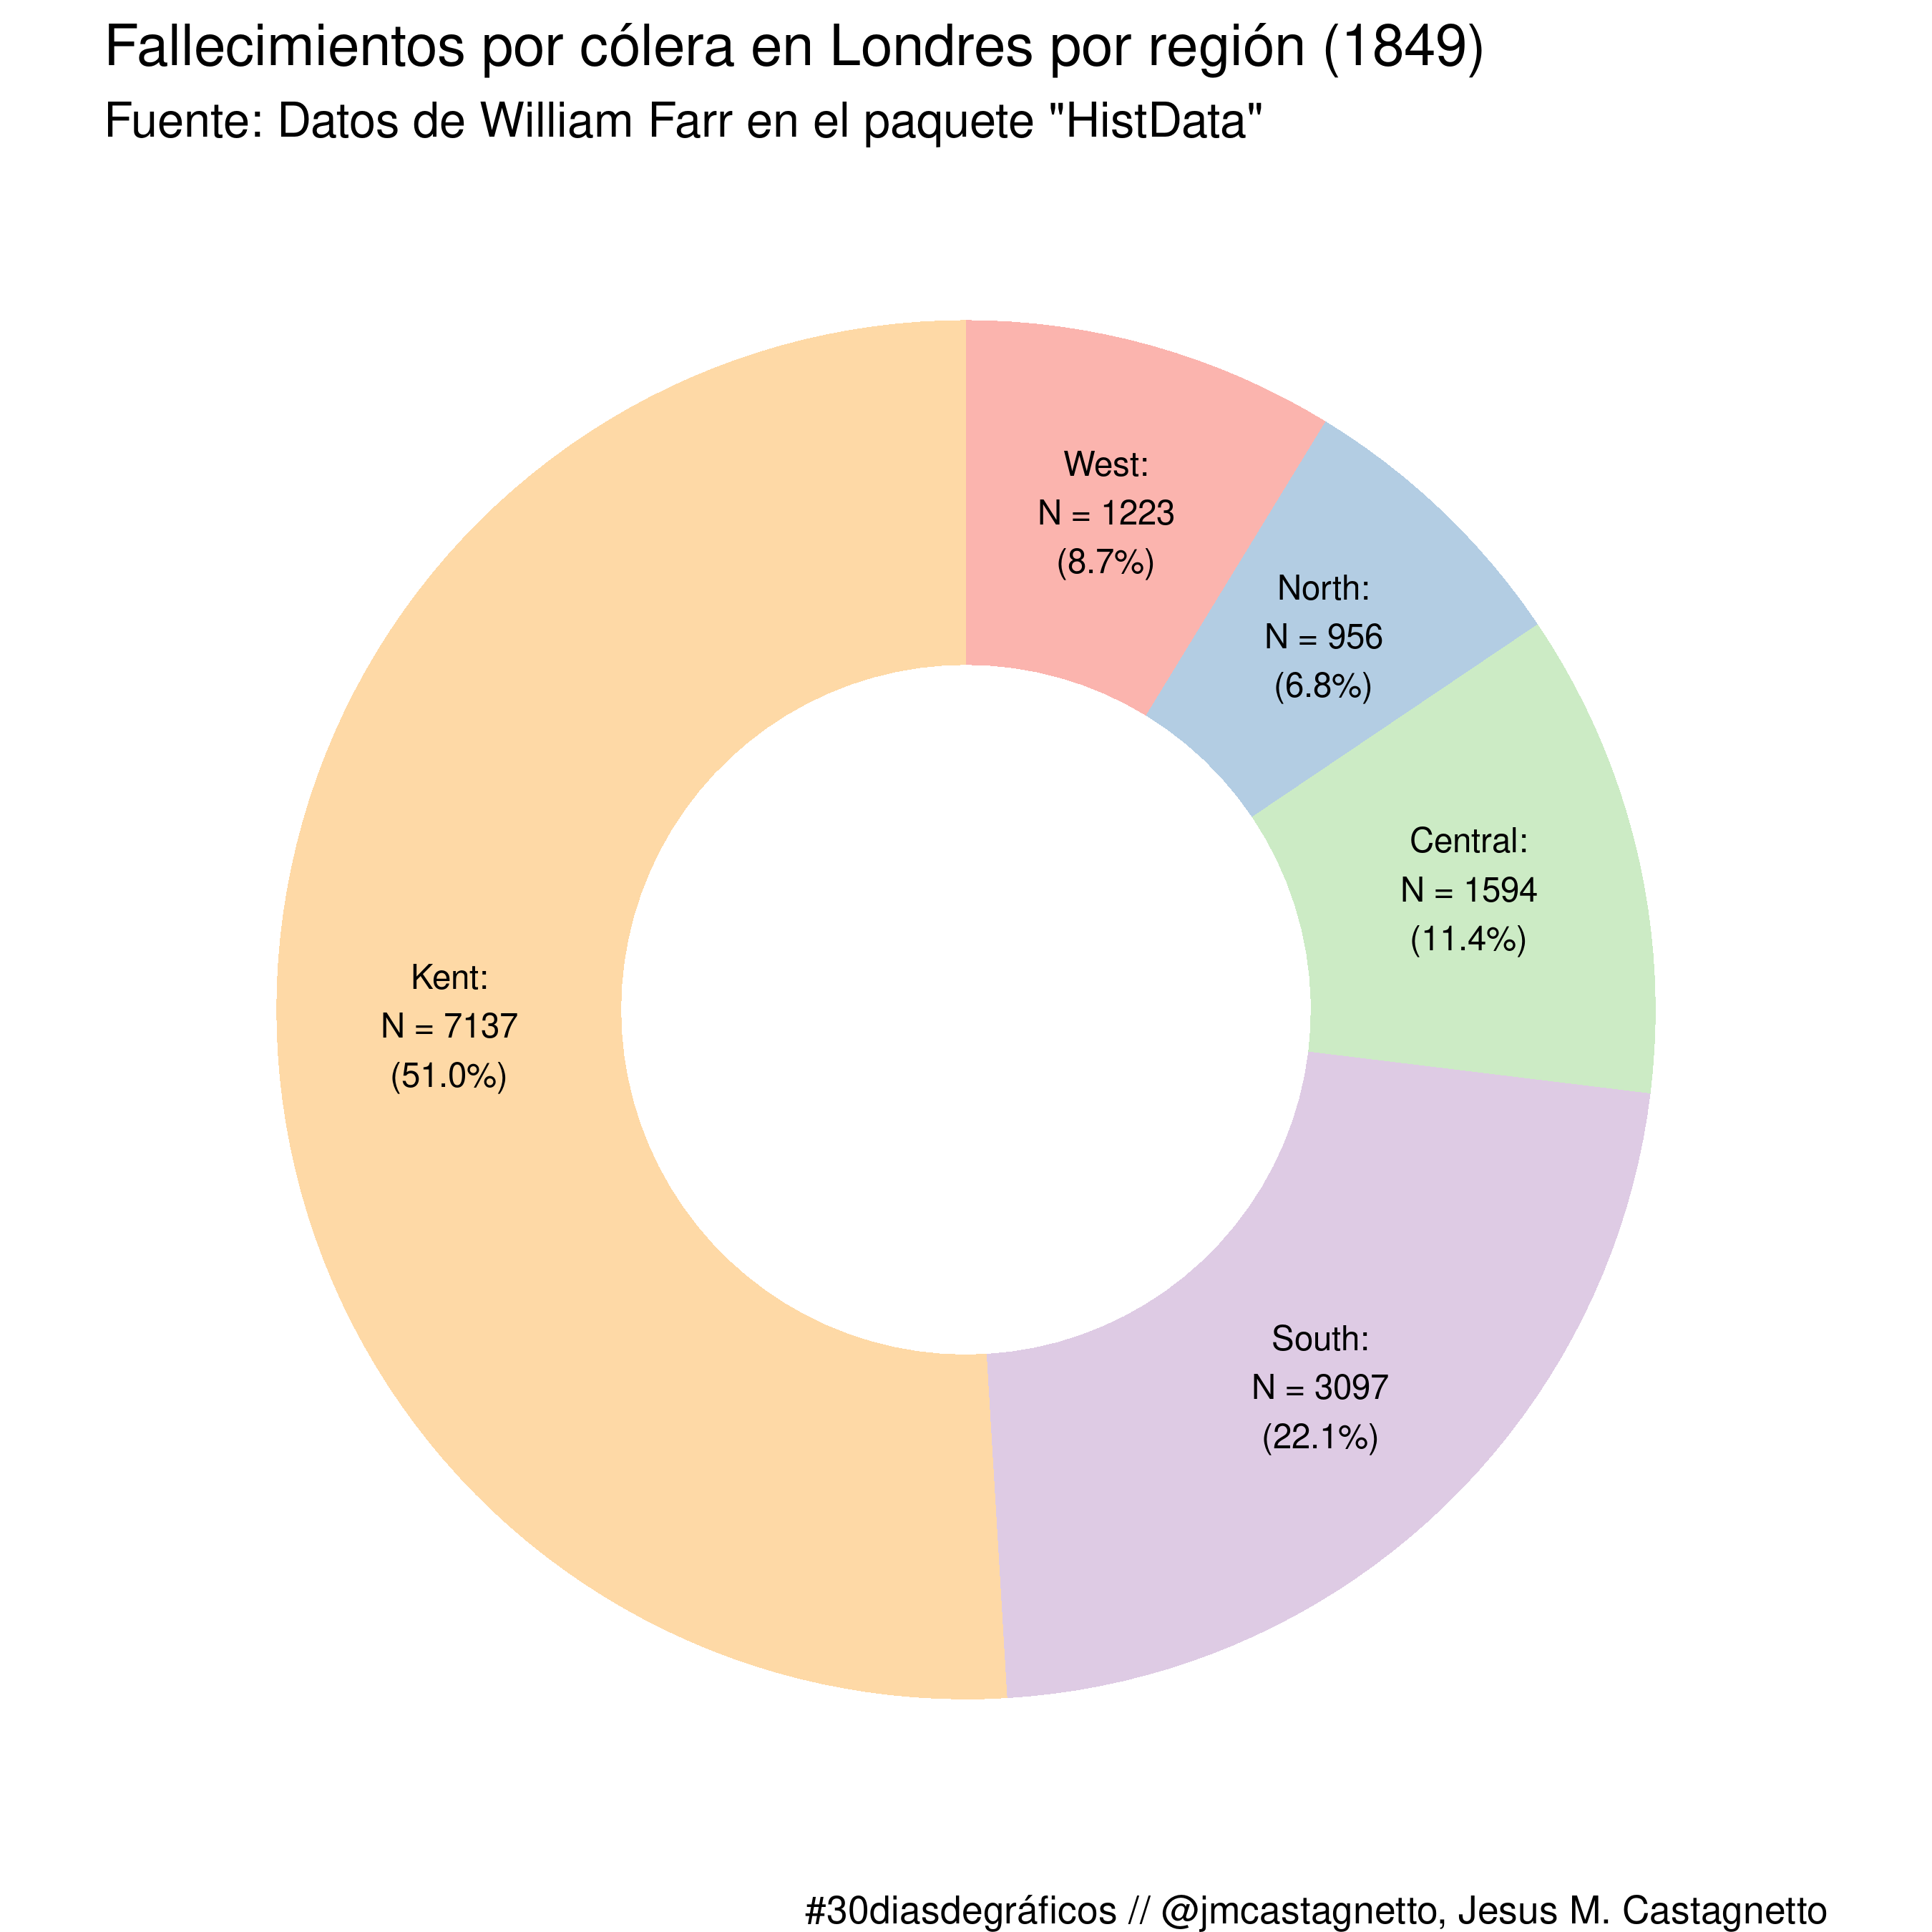 Fallecimientos por cólera en Londres por región (1849)
Fuente: Datos de William Farr en el paquete "HistData"
West:
N = 1223
(8.7%)
North:
N = 956
(6.8%)
Central:
N = 1594
(11.4%)
Kent:
N = 7137
(51.0%)
South:
N = 3097
(22.1%)
#30diasdegráficos // @jmcastagnetto, Jesus M. Castagnetto